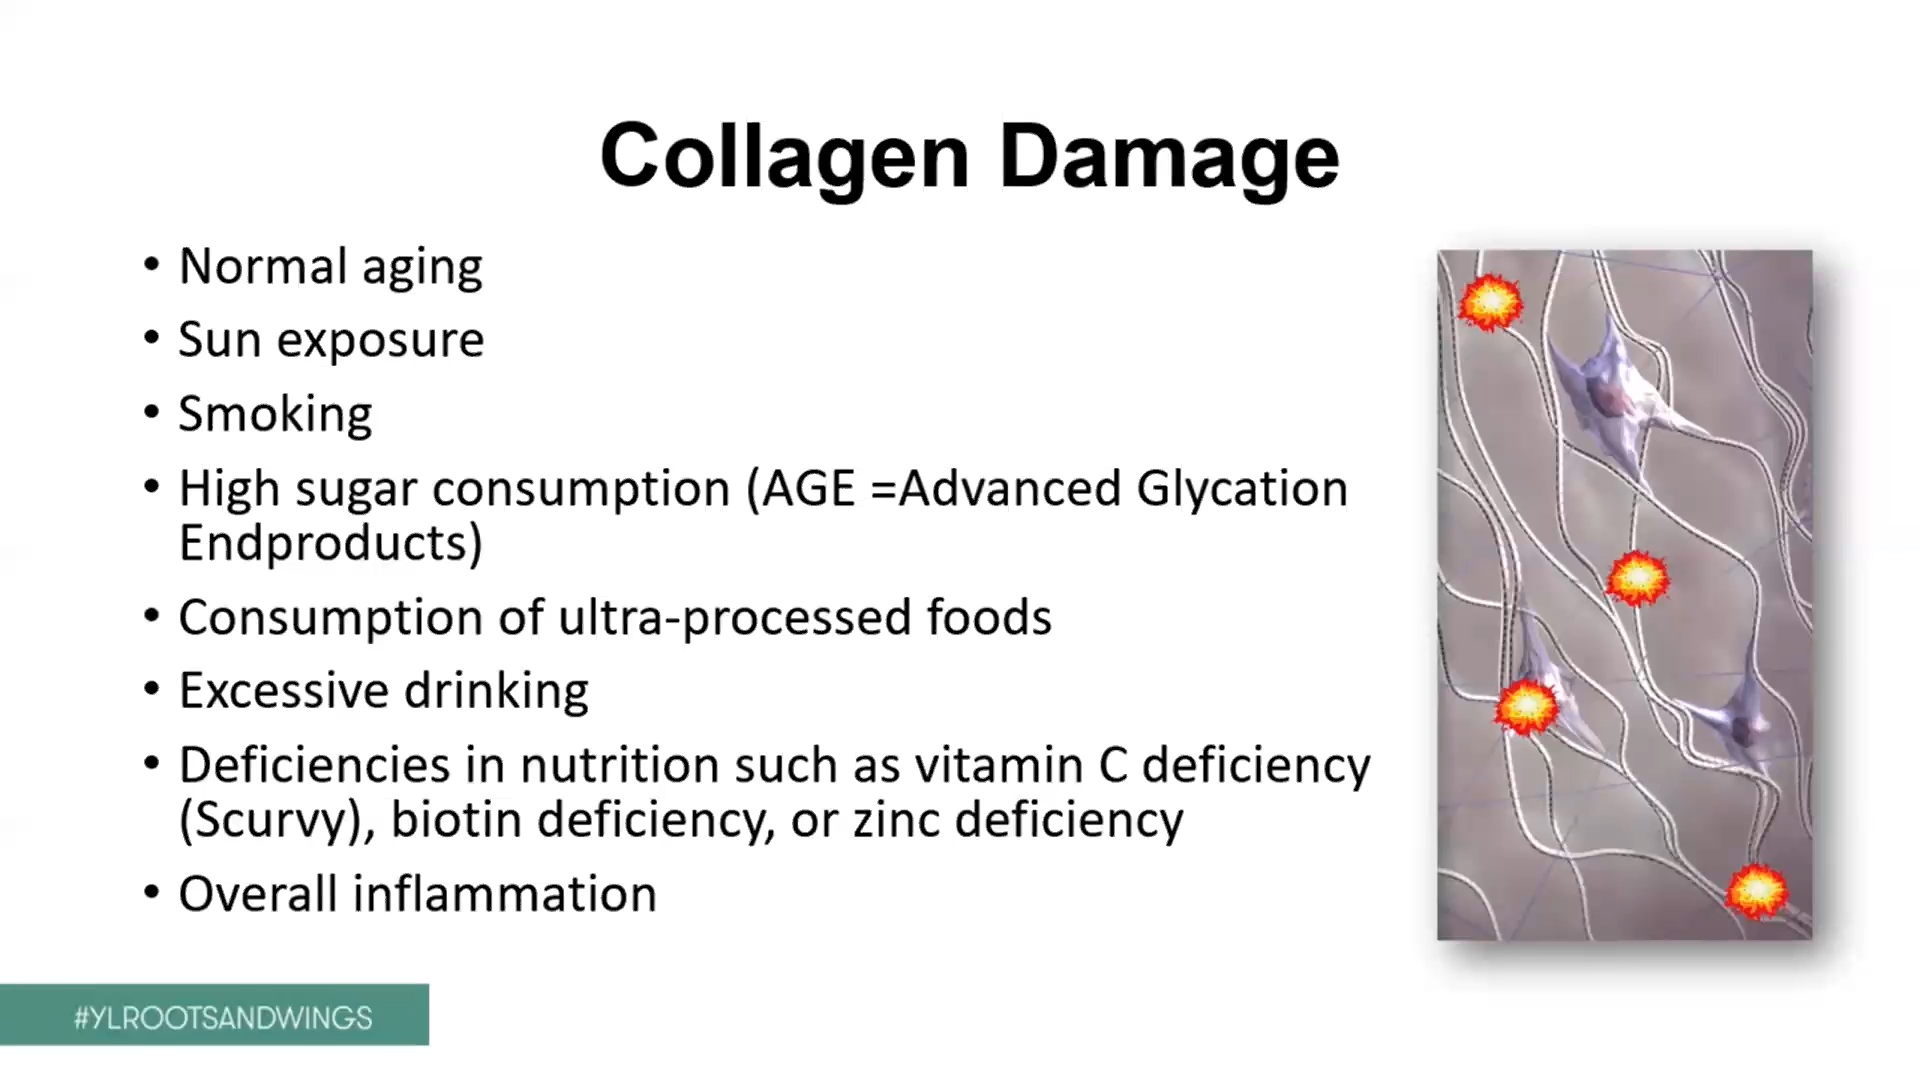 Collagen Damage
• Normal aging
• Sun exposure
• Smoking
• High sugar consumption (AGE =Advanced Glycation
Endproducts)
• Consumption of ultra-processed foods
• Excessive drinking
• Deficiencies in nutrition such as vitamin C deficiency
(Scurvy), biotin deficiency, or zinc deficiency
• Overall inflammation
#YLROOTSANDWINGS